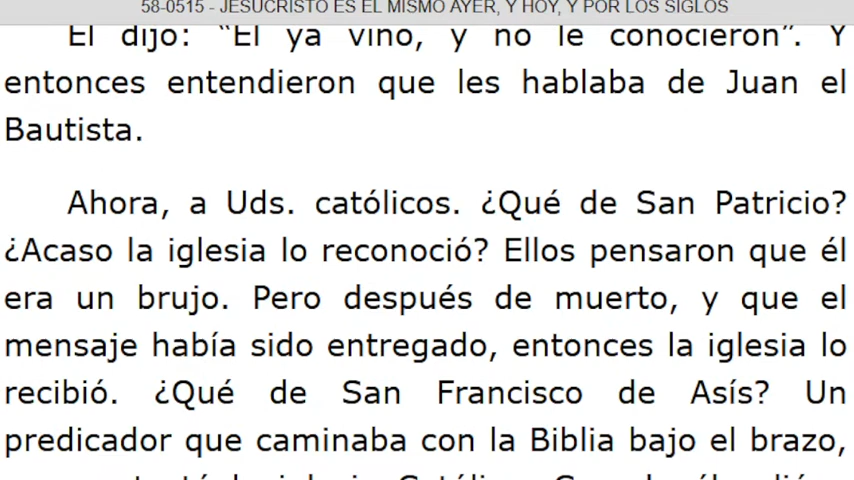 58-0515 - JESUCRISTO ES EL MISMO AYER, Y HOY, Y POR LOS SIGLOS
Él dijo: “Él ya vino, y no le conocieron”. Y
entonces entendieron que les hablaba de Juan el
Bautista.
Ahora, a Uds. católicos. ¿Qué de San Patricio?
¿Acaso la iglesia lo reconoció? Ellos pensaron que él
era un brujo. Pero después de muerto, y que el
mensaje había sido entregado, entonces la iglesia lo
recibió. ¿Qué de San Francisco de Asís? Un
predicador que caminaba con la Biblia bajo el brazo,